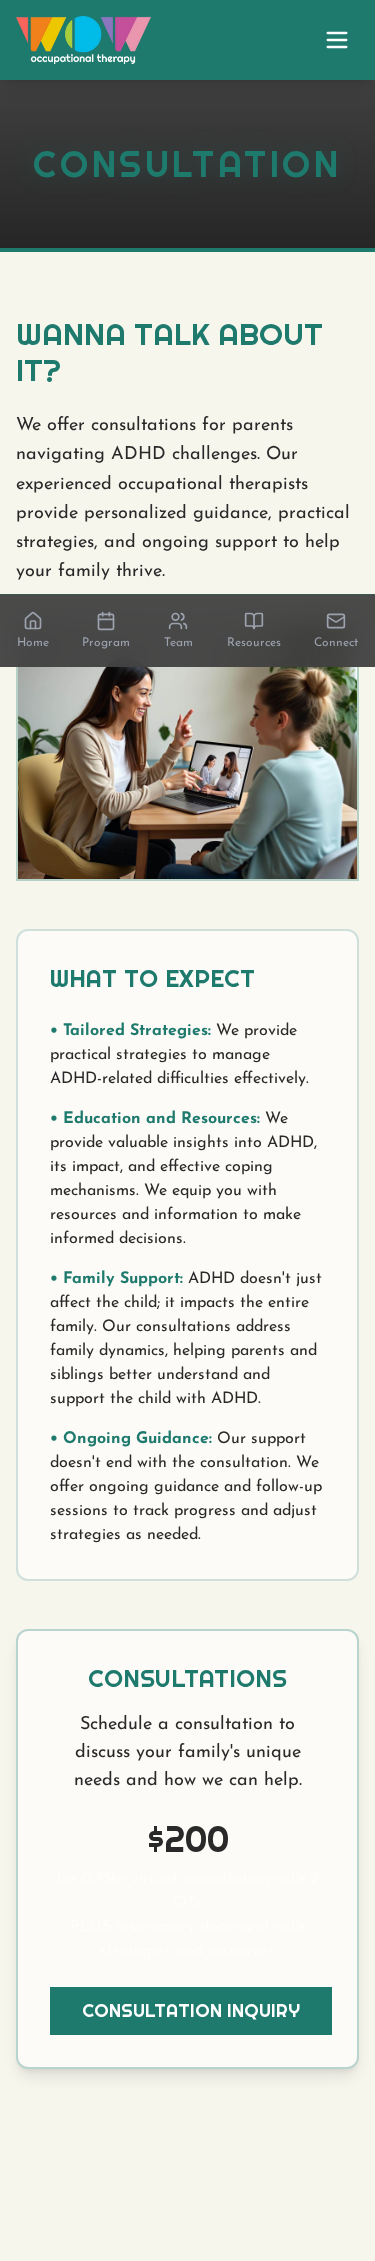 WOW
occupational therapy
CONSULTATION
WANNA TALK ABOUT
IT?
We offer consultations for parents
navigating ADHD challenges. Our
experienced occupational therapists
provide personalized guidance, practical
strategies, and ongoing support to help
your family thrive.
Home Program Team Resources Connect
WHAT TO EXPECT
• Tailored Strategies: We provide
practical strategies to manage
ADHD-related difficulties effectively.
• Education and Resources: We
provide valuable insights into ADHD,
its impact, and effective coping
mechanisms. We equip you with
resources and information to make
informed decisions.
• Family Support: ADHD doesn't just
affect the child; it impacts the entire
family. Our consultations address
family dynamics, helping parents and
siblings better understand and
support the child with ADHD.
• Ongoing Guidance: Our support
doesn't end with the consultation. We
offer ongoing guidance and follow-up
sessions to track progress and adjust
strategies as needed.
CONSULTATIONS
Schedule a consultation to
discuss your family's unique
needs and how we can help.
$200
CONSULTATION INQUIRY